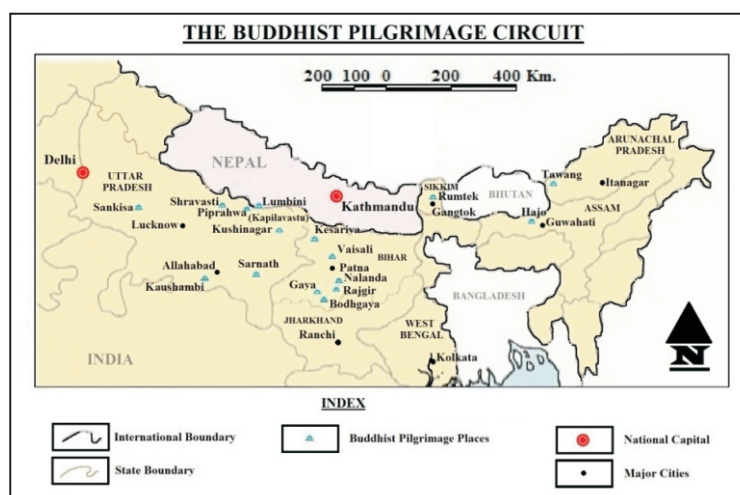 THE BUDDHIST PILGRIMAGE CIRCUIT
200 100 0 200 400 Km.
ARUNACHAL
PRADESH
Delhi
NEPAL
UTTAR
PRADESH
Kathmandu
SIKKIM
Rumtek
Gangtok
BHUTAN
Tawang
Itanagar
Sankisa
Shravasti
Lumbini
Piprahwa
(Kapilavastu)
Lucknow
Kushinagar
Kesariya
Hajo
ASSAM
Guwahati
Vaisali
BIHAR
Allahabad
Sarnath
Patna
Kaushambi
Nalanda
Gaya
Rajgir
Bodhgaya
BANGLADESH
JHARKHAND
Ranchi
WEST
BENGAL
INDIA
Kolkata
N
INDEX
International Boundary
Buddhist Pilgrimage Places
National Capital
State Boundary
Major Cities